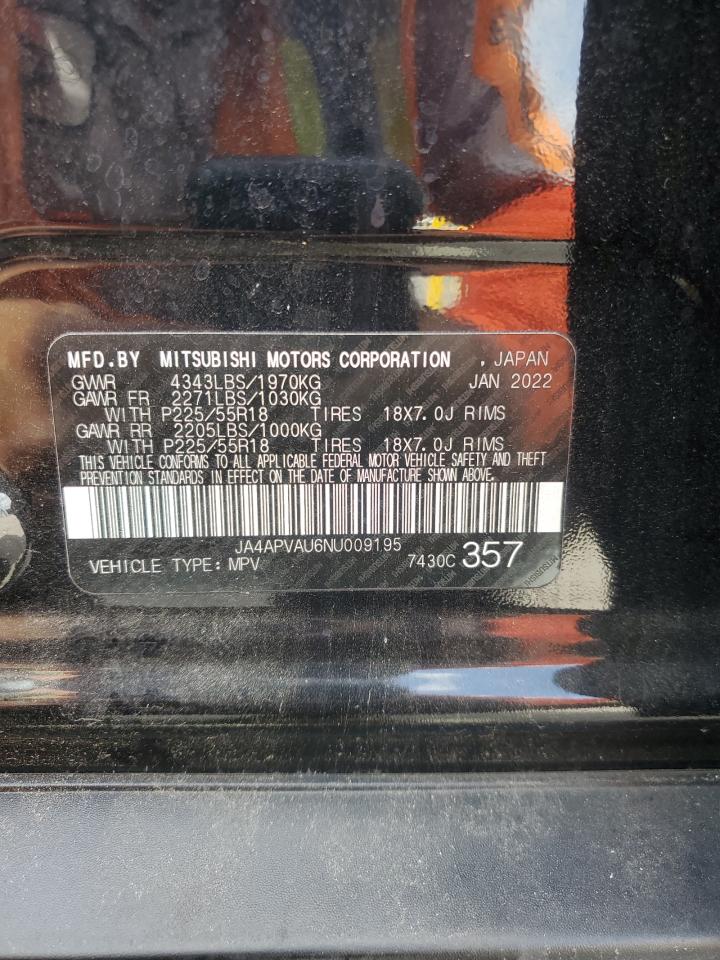 MFD.BY MITSUBISHI MOTORS CORPORATION , JAPAN
GVWR 4343LBS/1970KG JAN 2022
GAWR FR 2271LBS/1030KG
WITH P225/55R18 TIRES 18X7.0J RIMS
GAWR RR 2205LBS/1000KG
WITH P225/55R18 TIRES 18X7.0J RIMS
THIS VEHICLE CONFORMS TO ALL APPLICABLE FEDERAL MOTOR VEHICLE SAFETY AND THEFT
PREVENTION STANDARDS IN EFFECT ON THE DATE OF MANUFACTURE SHOWN ABOVE.
JA4APVAU6NU009195
VEHICLE TYPE: MPV 7430C 357